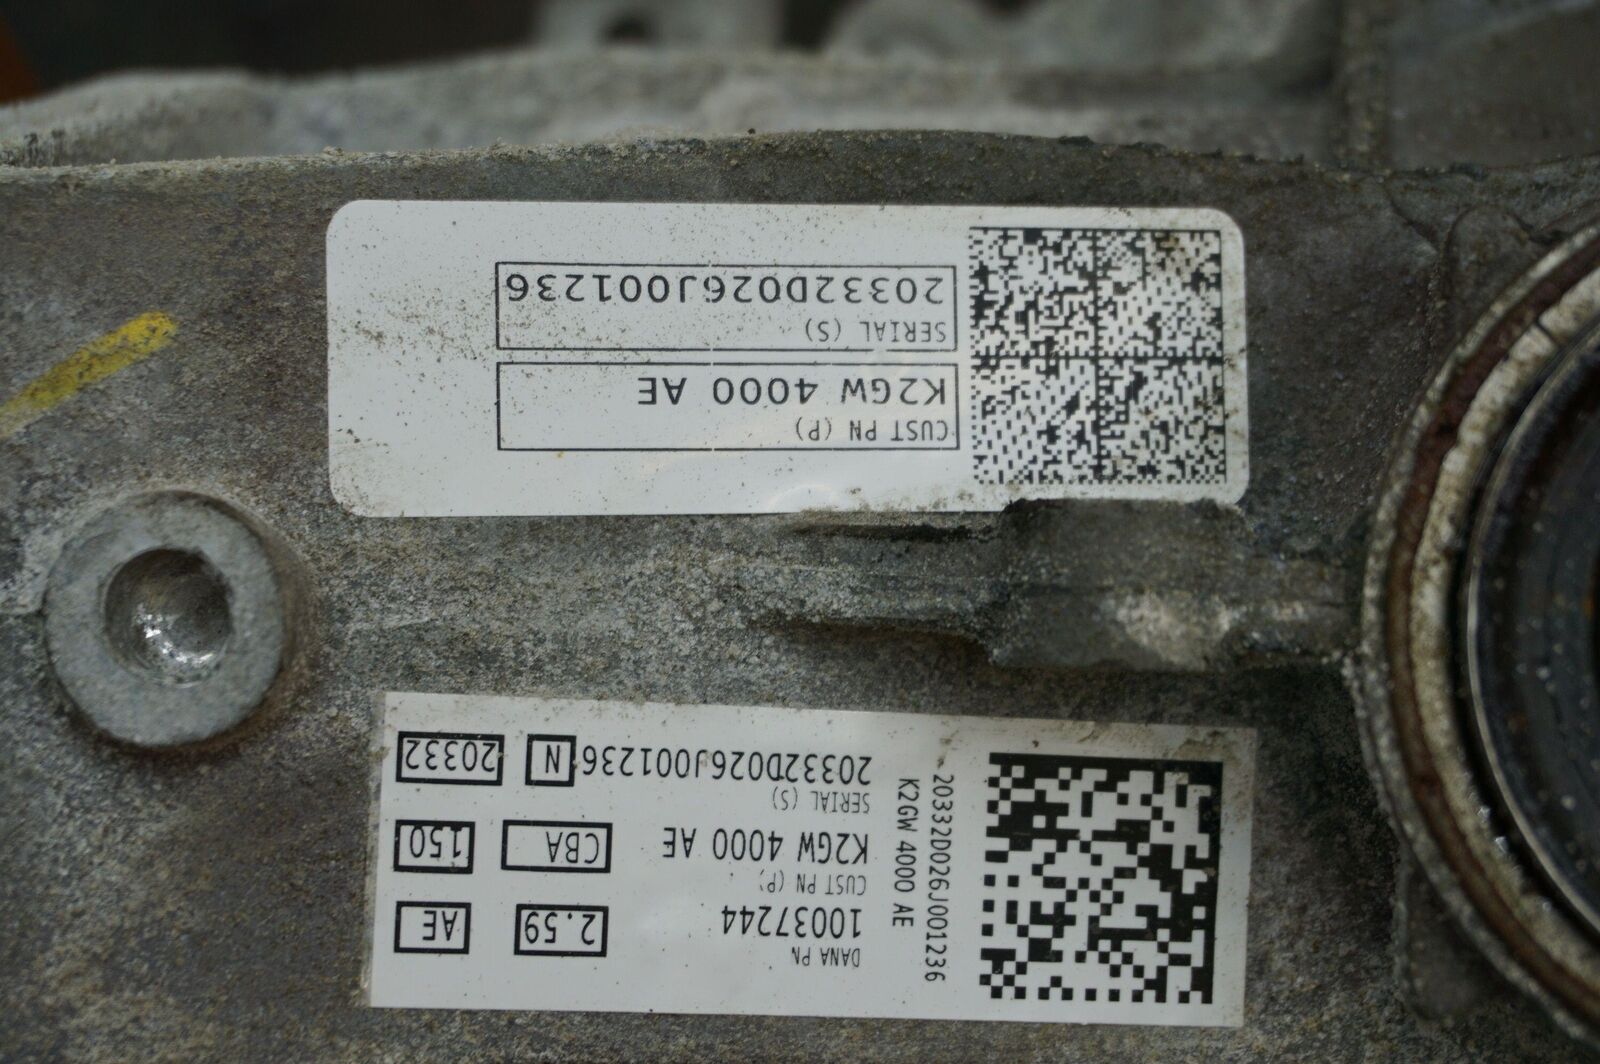 CUST PN (P)
K2GW 4000 AE
SERIAL (S)
20332D026J001236
DANA PN
10037244
2.59
AE
CUST PN (P)
K2GW 4000 AE
CBA
150
SERIAL (S)
20332D026J001236
N
20332
20332D026J001236
K2GW 4000 AE